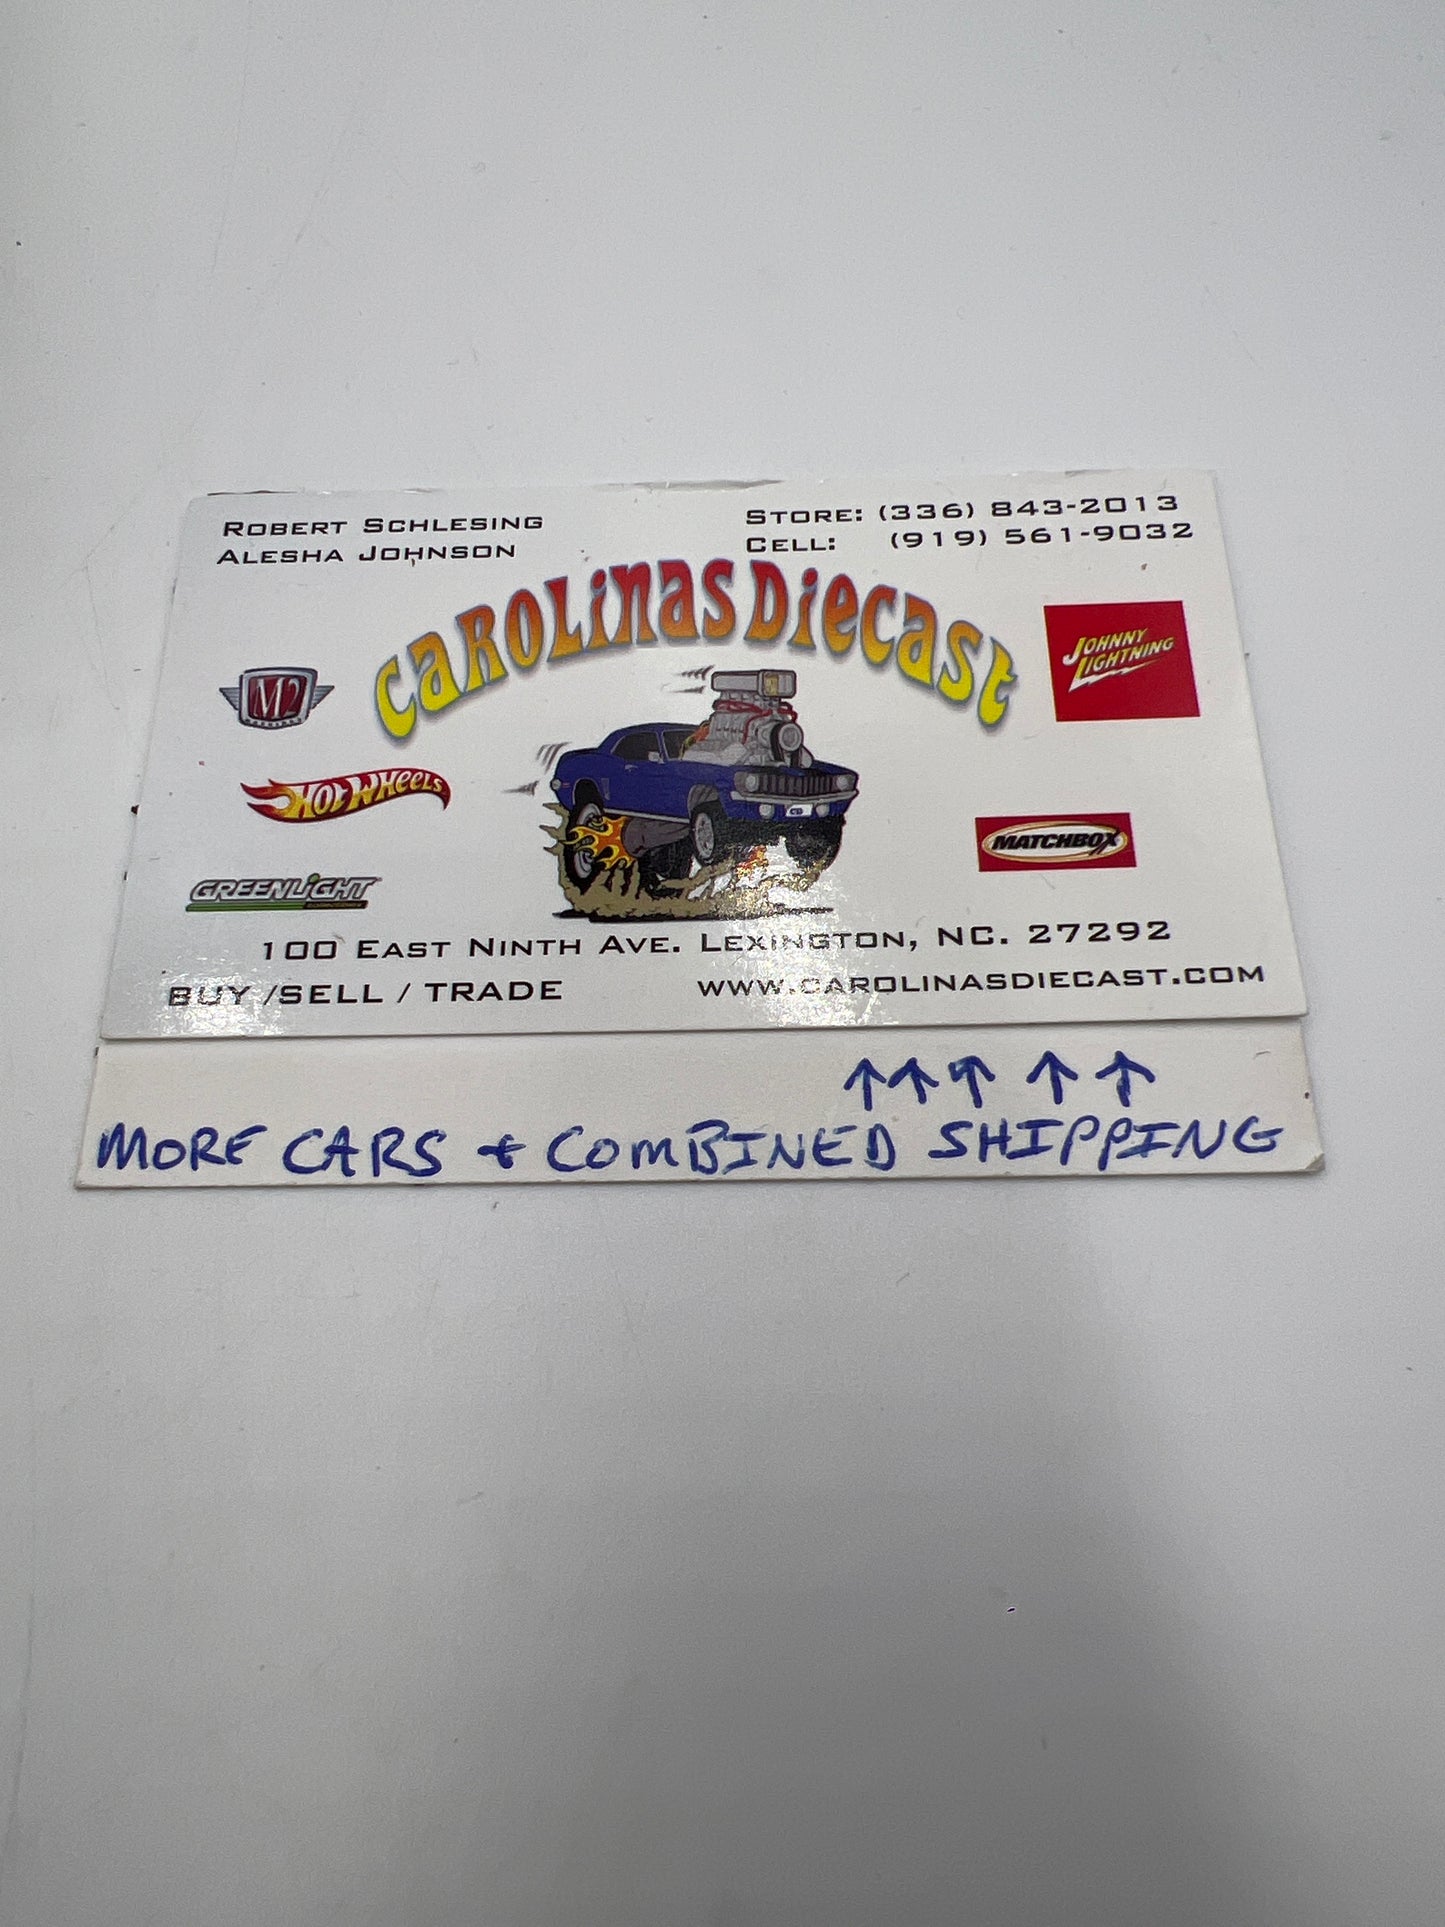 ROBERT SCHLESING
ALESHA JOHNSON
STORE: (336) 843-2013
CELL: (919) 561-9032
CAROLINAS DIECAST
M2
MACHINES
JOHNNY
LIGHTNING
HOT WHEELS
MATCHBOX
GREENLIGHT
100 EAST NINTH AVE. LEXINGTON, NC. 27292
BUY /SELL / TRADE
WWW.CAROLINASDIECAST.COM
↑↑↑↑↑
MORE CARS + COMBINED SHIPPING